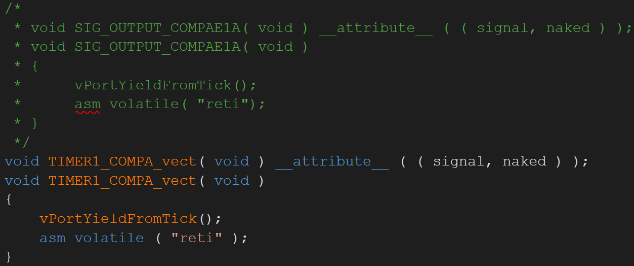 /*
 * void SIG_OUTPUT_COMPAE1A( void ) __attribute__ ( ( signal, naked ) );
 * void SIG_OUTPUT_COMPAE1A( void )
 * {
 *      vPortYieldFromTick();
 *      asm volatile( "reti");
 * }
 */
void TIMER1_COMPA_vect( void ) __attribute__ ( ( signal, naked ) );
void TIMER1_COMPA_vect( void )
{
    vPortYieldFromTick();
    asm volatile ( "reti" );
}